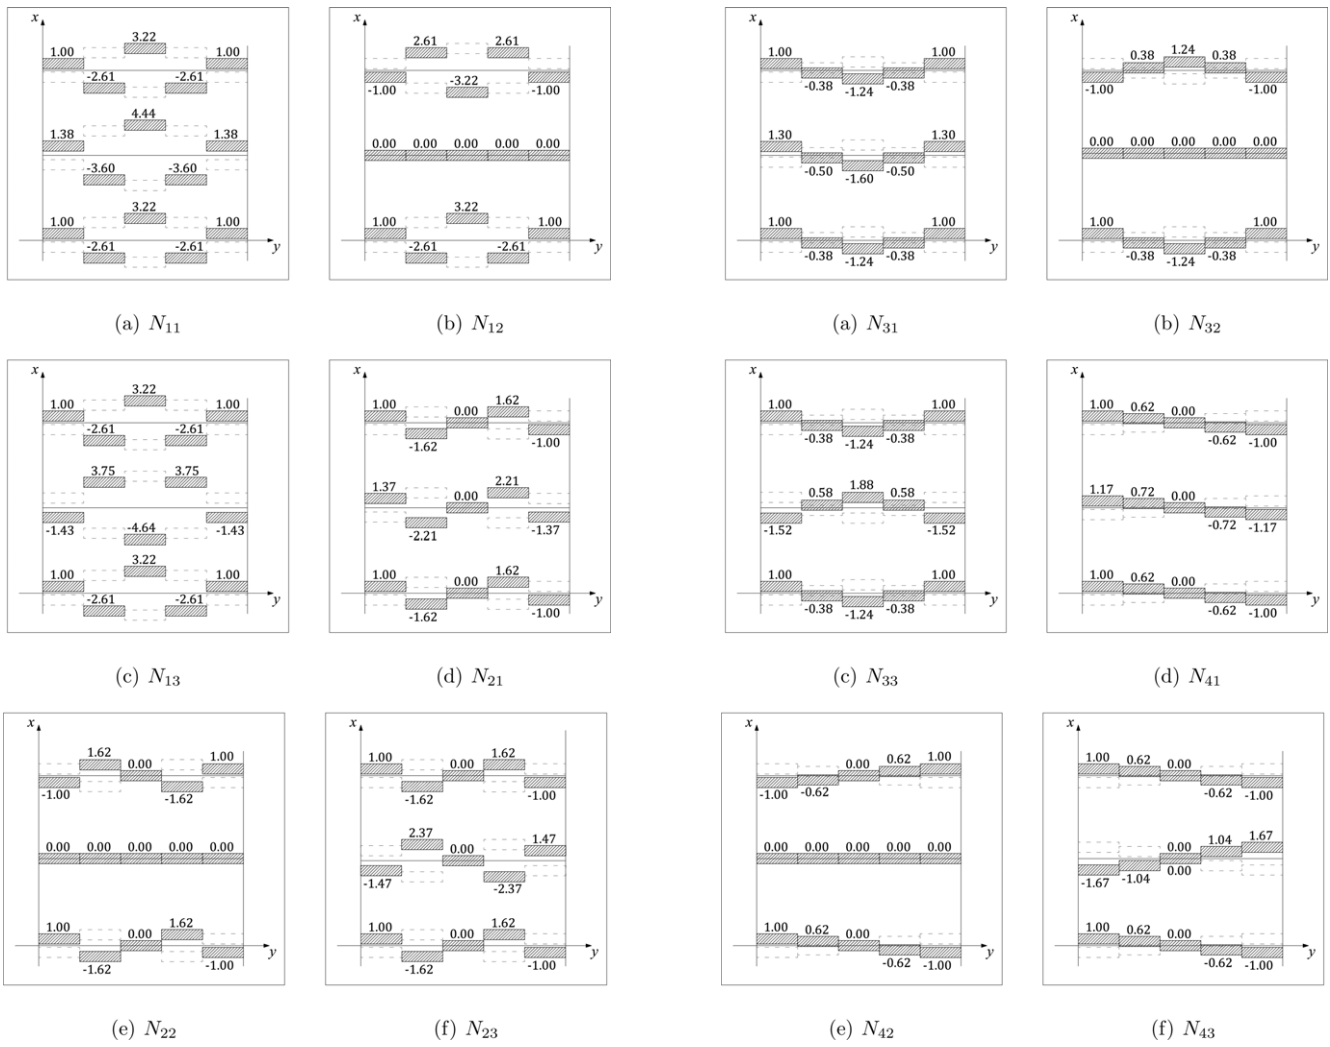 x
3.22
1.00 1.00
-2.61 -2.61
4.44
1.38 1.38
-3.60 -3.60
3.22
1.00 1.00
-2.61 -2.61
y
(a) N11
x
2.61 2.61
-3.22
-1.00 -1.00
0.00 0.00 0.00 0.00 0.00
3.22
1.00 1.00
-2.61 -2.61
y
(b) N12
x
1.00 1.00
-0.38 -1.24 -0.38
1.30 1.30
-0.50 -1.60 -0.50
1.00 1.00
-0.38 -1.24 -0.38
y
(a) N31
x
0.38 1.24 0.38
-1.00 -1.00
0.00 0.00 0.00 0.00 0.00
1.00 1.00
-0.38 -1.24 -0.38
y
(b) N32
x
3.22
1.00 1.00
-2.61 -2.61
3.75 3.75
-1.43 -4.64 -1.43
3.22
1.00 1.00
-2.61 -2.61
y
(c) N13
x
1.00 0.00 1.62
-1.62 -1.00
1.37 0.00 2.21
-2.21 -1.37
1.00 0.00 1.62
-1.62 -1.00
y
(d) N21
x
1.00 1.00
-0.38 -1.24 -0.38
0.58 1.88 0.58
-1.52 -1.52
1.00 1.00
-0.38 -1.24 -0.38
y
(c) N33
x
1.00 0.62 0.00
-0.62 -1.00
1.17 0.72 0.00
-0.72 -1.17
1.00 0.62 0.00
-0.62 -1.00
y
(d) N41
x
1.62 0.00 1.00
-1.00 -1.62
0.00 0.00 0.00 0.00 0.00
1.00 0.00 1.62
-1.62 -1.00
y
(e) N22
x
1.00 0.00 1.62
-1.62 -1.00
2.37 0.00 1.47
-1.47 -2.37
1.00 0.00 1.62
-1.62 -1.00
y
(f) N23
x
0.00 0.62 1.00
-1.00 -0.62
0.00 0.00 0.00 0.00 0.00
1.00 0.62 0.00
-0.62 -1.00
y
(e) N42
x
1.00 0.62 0.00
-0.62 -1.00
0.00 1.04 1.67
-1.67 -1.04 0.00
1.00 0.62 0.00
-0.62 -1.00
y
(f) N43